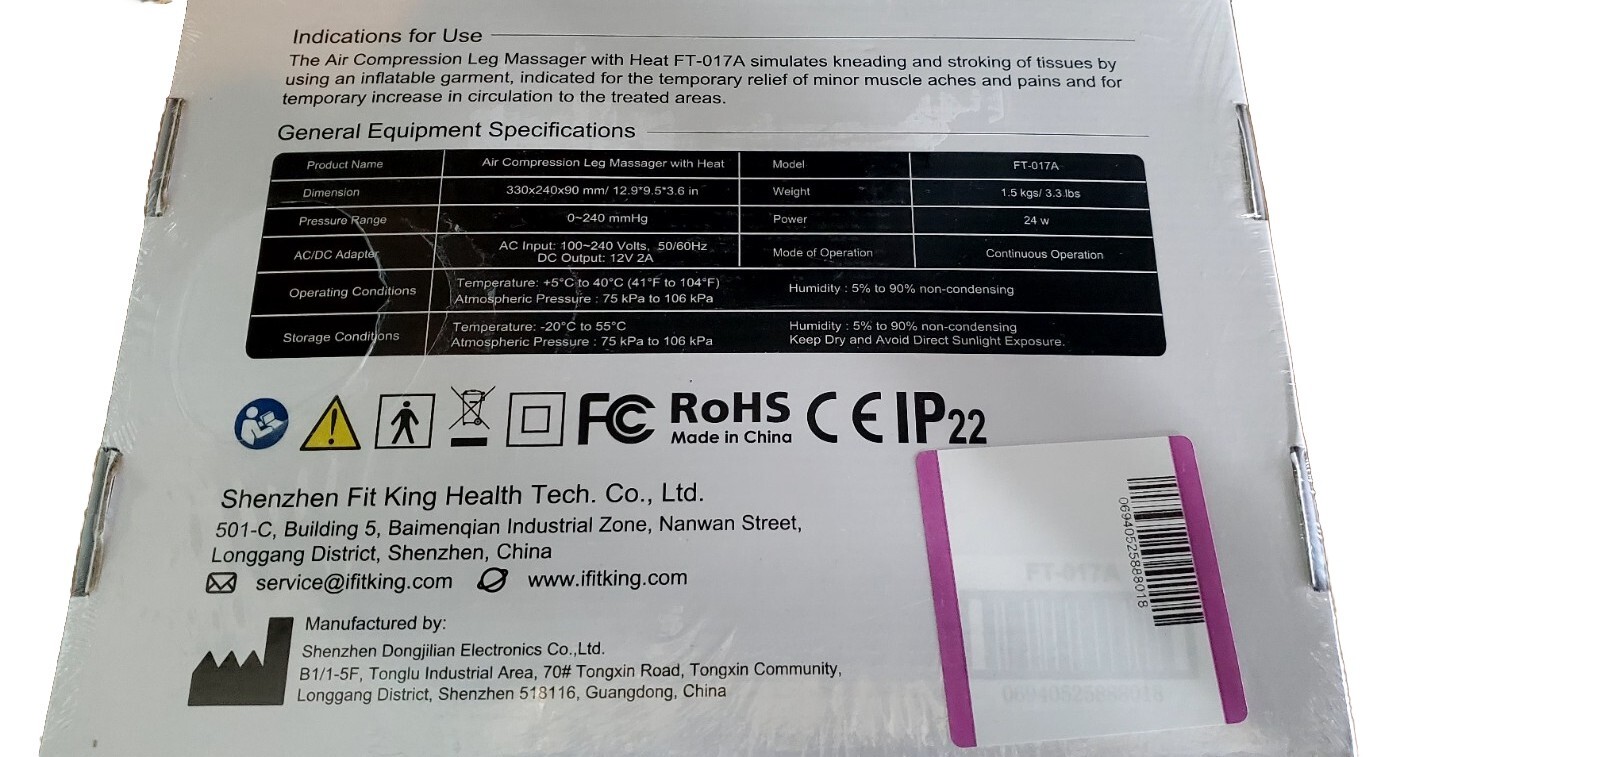 Indications for Use
The Air Compression Leg Massager with Heat FT-017A simulates kneading and stroking of tissues by
using an inflatable garment, indicated for the temporary relief of minor muscle aches and pains and for
temporary increase in circulation to the treated areas.
General Equipment Specifications
Product Name Air Compression Leg Massager with Heat Model FT-017A
Dimension 330x240x90 mm/ 12.9*9.5*3.6 in Weight 1.5 kgs/ 3.3 lbs
Pressure Range 0~240 mmHg Power 24 w
AC/DC Adapter AC Input: 100~240 Volts, 50/60Hz Mode of Operation Continuous Operation
DC Output: 12V 2A
Operating Conditions Temperature: +5°C to 40°C (41°F to 104°F) Humidity : 5% to 90% non-condensing
Atmospheric Pressure : 75 kPa to 106 kPa
Storage Conditions Temperature: -20°C to 55°C Humidity : 5% to 90% non-condensing
Atmospheric Pressure : 75 kPa to 106 kPa Keep Dry and Avoid Direct Sunlight Exposure.
FC RoHS CE IP22
Made in China
Shenzhen Fit King Health Tech. Co., Ltd.
501-C, Building 5, Baimenqian Industrial Zone, Nanwan Street,
Longgang District, Shenzhen, China
service@ifitking.com www.ifitking.com
Manufactured by:
Shenzhen Dongjilian Electronics Co.,Ltd.
B1/1-5F, Tonglu Industrial Area, 70# Tongxin Road, Tongxin Community,
Longgang District, Shenzhen 518116, Guangdong, China
06940525888018
FT-017A
06940525888018